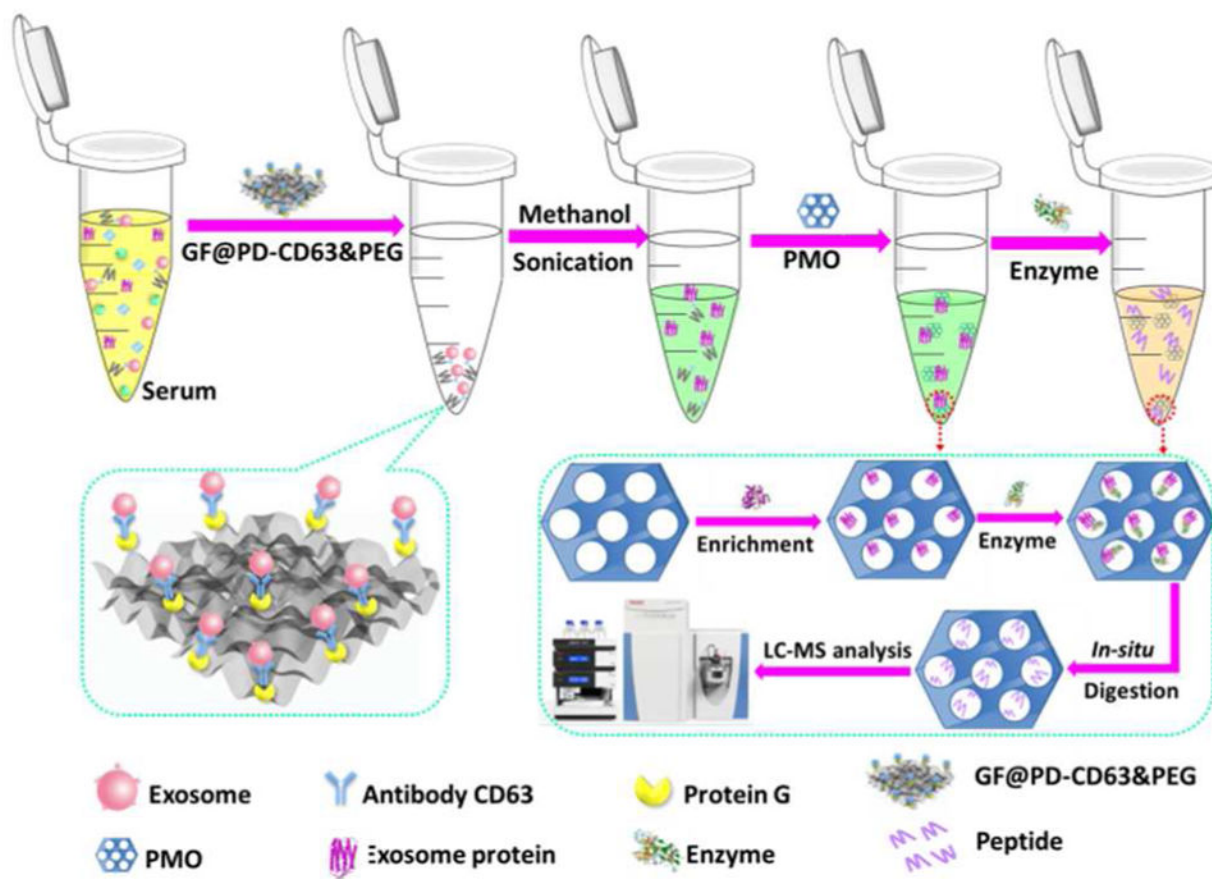 Methanol
GF@PD-CD63&PEG
Sonication
PMO
Enzyme
Serum
Enrichment
Enzyme
LC-MS analysis
In-situ
Digestion
Exosome
Antibody CD63
Protein G
GF@PD-CD63&PEG
PMO
Exosome protein
Enzyme
Peptide